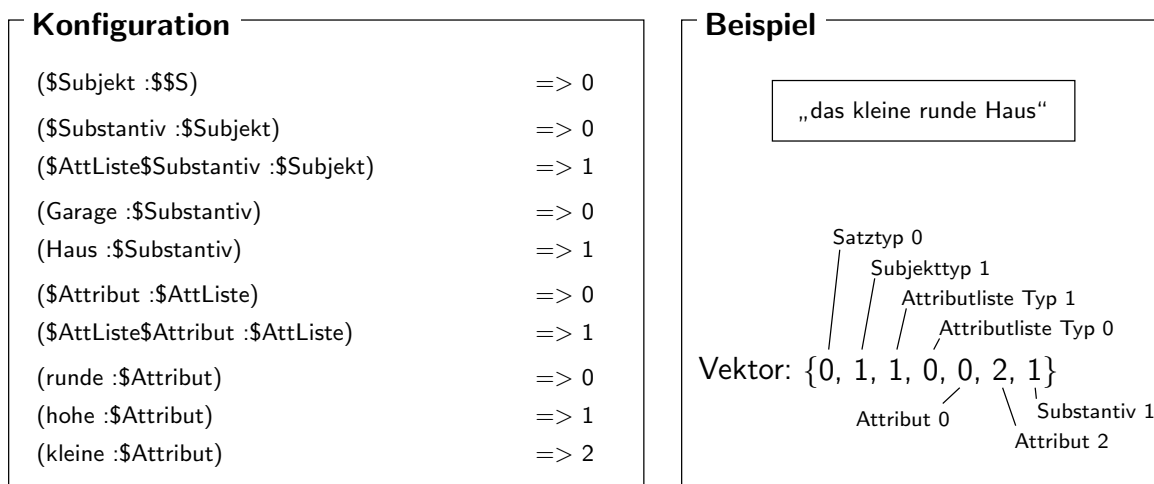 Konfiguration
($Subjekt :$$S) => 0
($Substantiv :$Subjekt) => 0
($AttListe$Substantiv :$Subjekt) => 1
(Garage :$Substantiv) => 0
(Haus :$Substantiv) => 1
($Attribut :$AttListe) => 0
($AttListe$Attribut :$AttListe) => 1
(runde :$Attribut) => 0
(hohe :$Attribut) => 1
(kleine :$Attribut) => 2
Beispiel
„das kleine runde Haus“
Satztyp 0
Subjekttyp 1
Attributliste Typ 1
Attributliste Typ 0
Vektor: {0, 1, 1, 0, 0, 2, 1}
Attribut 0
Substantiv 1
Attribut 2